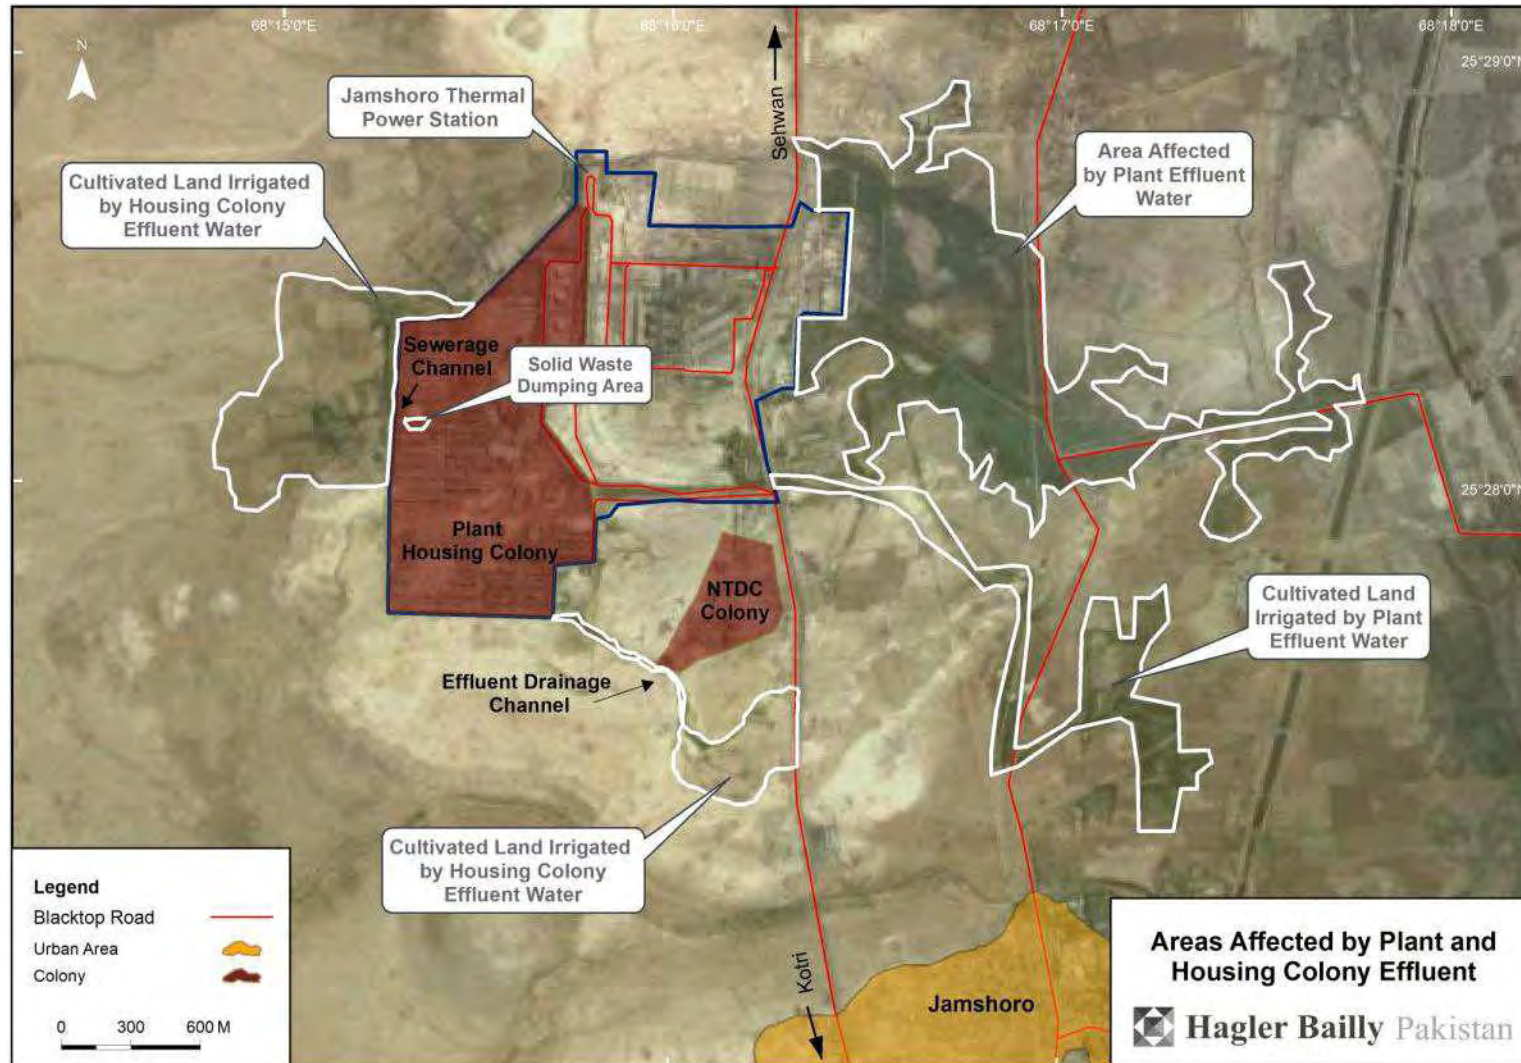 68°15'0"E
68°16'0"E
68°17'0"E
68°18'0"E
N
25°29'0"N
Sehwan
Jamshoro Thermal
Power Station
Area Affected
by Plant Effluent
Water
Cultivated Land Irrigated
by Housing Colony
Effluent Water
Sewerage
Channel
Solid Waste
Dumping Area
25°28'0"N
Plant
Housing Colony
NTDC
Colony
Cultivated Land
Irrigated by Plant
Effluent Water
Effluent Drainage
Channel
Cultivated Land Irrigated
by Housing Colony
Effluent Water
Kotri
Jamshoro
Legend
Blacktop Road
Urban Area
Colony
0 300 600 M
Areas Affected by Plant and
Housing Colony Effluent
Hagler Bailly Pakistan